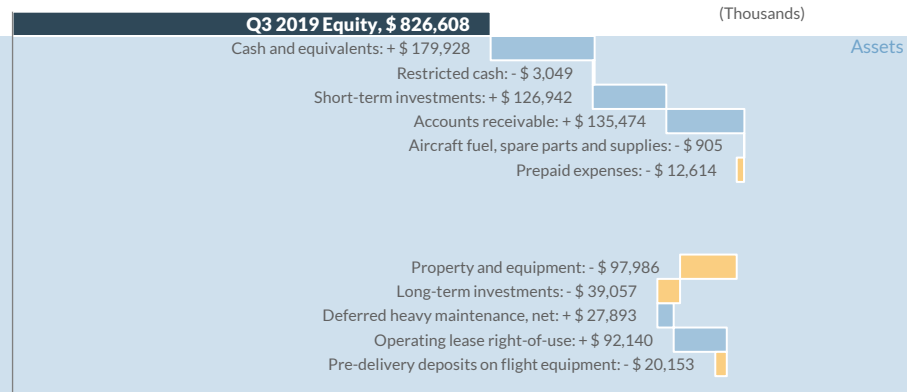 (Thousands)
Q3 2019 Equity, $ 826,608
Cash and equivalents: + $ 179,928
Assets
Restricted cash: - $ 3,049
Short-term investments: + $ 126,942
Accounts receivable: + $ 135,474
Aircraft fuel, spare parts and supplies: - $ 905
Prepaid expenses: - $ 12,614
Property and equipment: - $ 97,986
Long-term investments: - $ 39,057
Deferred heavy maintenance, net: + $ 27,893
Operating lease right-of-use: + $ 92,140
Pre-delivery deposits on flight equipment: - $ 20,153